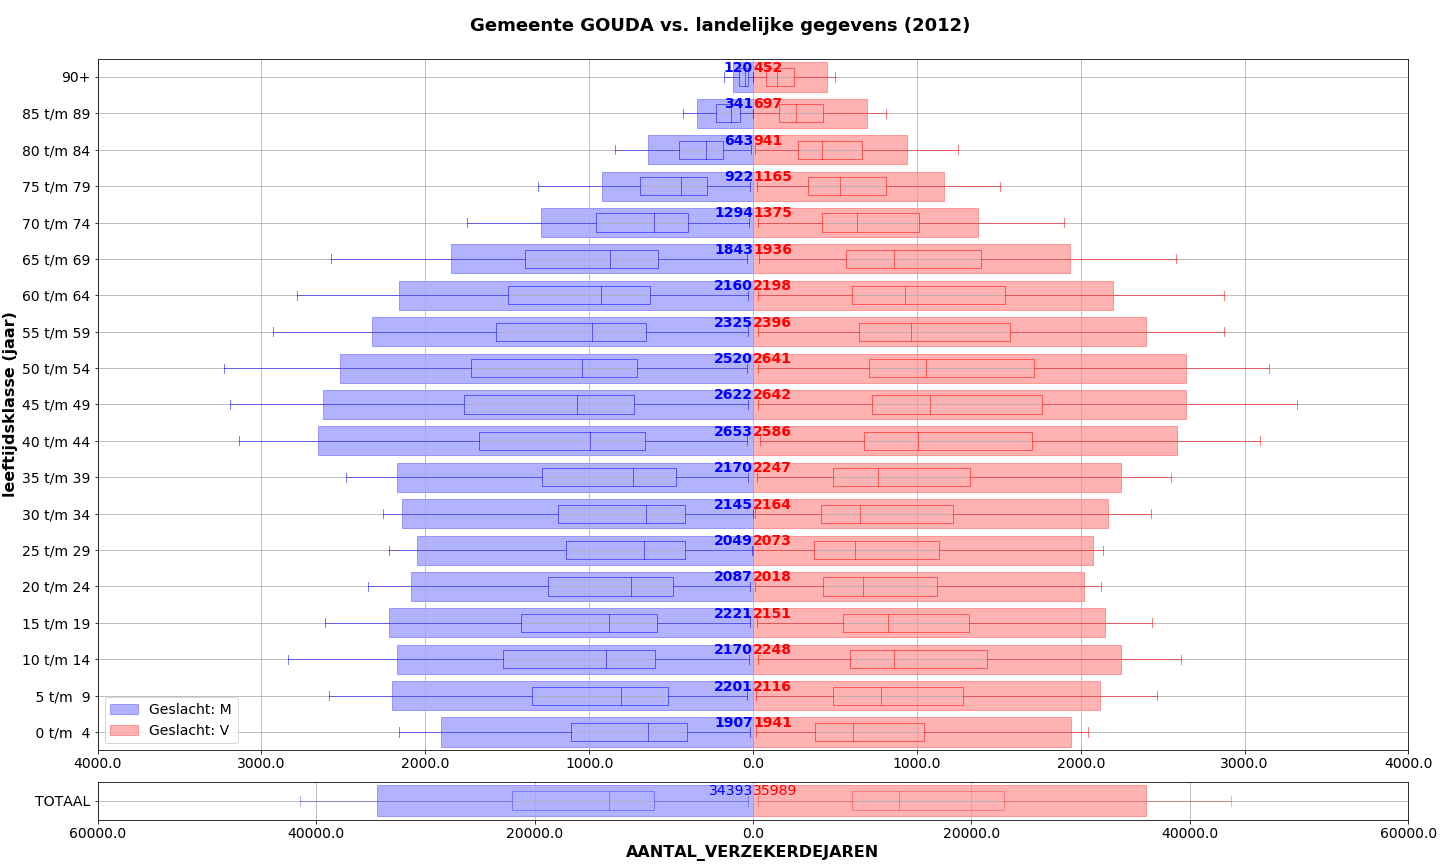 Gemeente GOUDA vs. landelijke gegevens (2012)
leeftijdsklasse (jaar)
90+ 120 452
85 t/m 89 341 697
80 t/m 84 643 941
75 t/m 79 922 1165
70 t/m 74 1294 1375
65 t/m 69 1843 1936
60 t/m 64 2160 2198
55 t/m 59 2325 2396
50 t/m 54 2520 2641
45 t/m 49 2622 2642
40 t/m 44 2653 2586
35 t/m 39 2170 2247
30 t/m 34 2145 2164
25 t/m 29 2049 2073
20 t/m 24 2087 2018
15 t/m 19 2221 2151
10 t/m 14 2170 2248
5 t/m 9 2201 2116
0 t/m 4 1907 1941
Geslacht: M
Geslacht: V
4000.0 3000.0 2000.0 1000.0 0.0 1000.0 2000.0 3000.0 4000.0
TOTAAL 34393 35989
60000.0 40000.0 20000.0 0.0 20000.0 40000.0 60000.0
AANTAL_VERZEKERDEJAREN